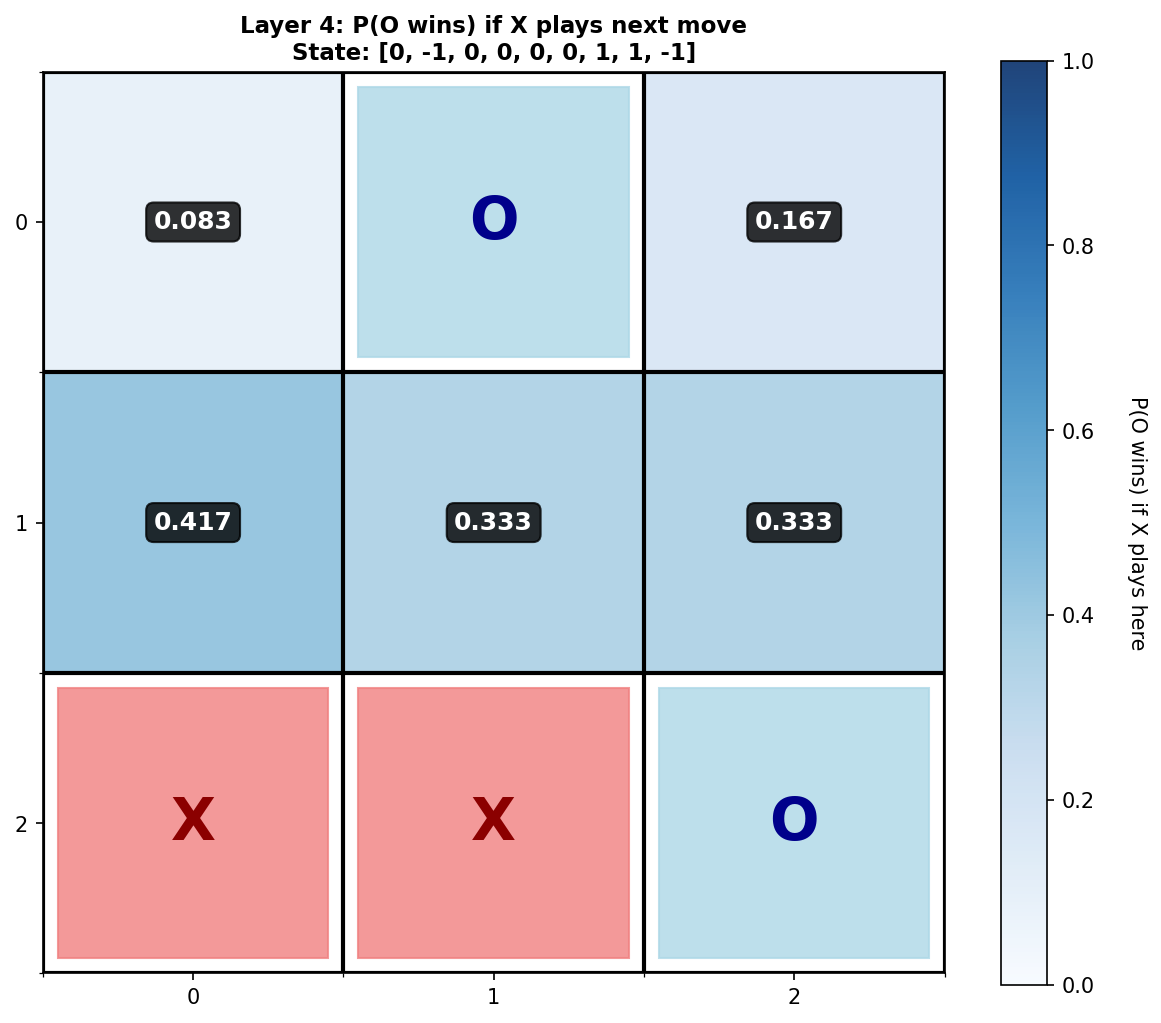 Layer 4: P(O wins) if X plays next move
State: [0, -1, 0, 0, 0, 0, 1, 1, -1]
0
0.083
O
0.167
1
0.417
0.333
0.333
2
X
X
O
0
1
2
1.0
0.8
0.6
0.4
0.2
0.0
P(O wins) if X plays here